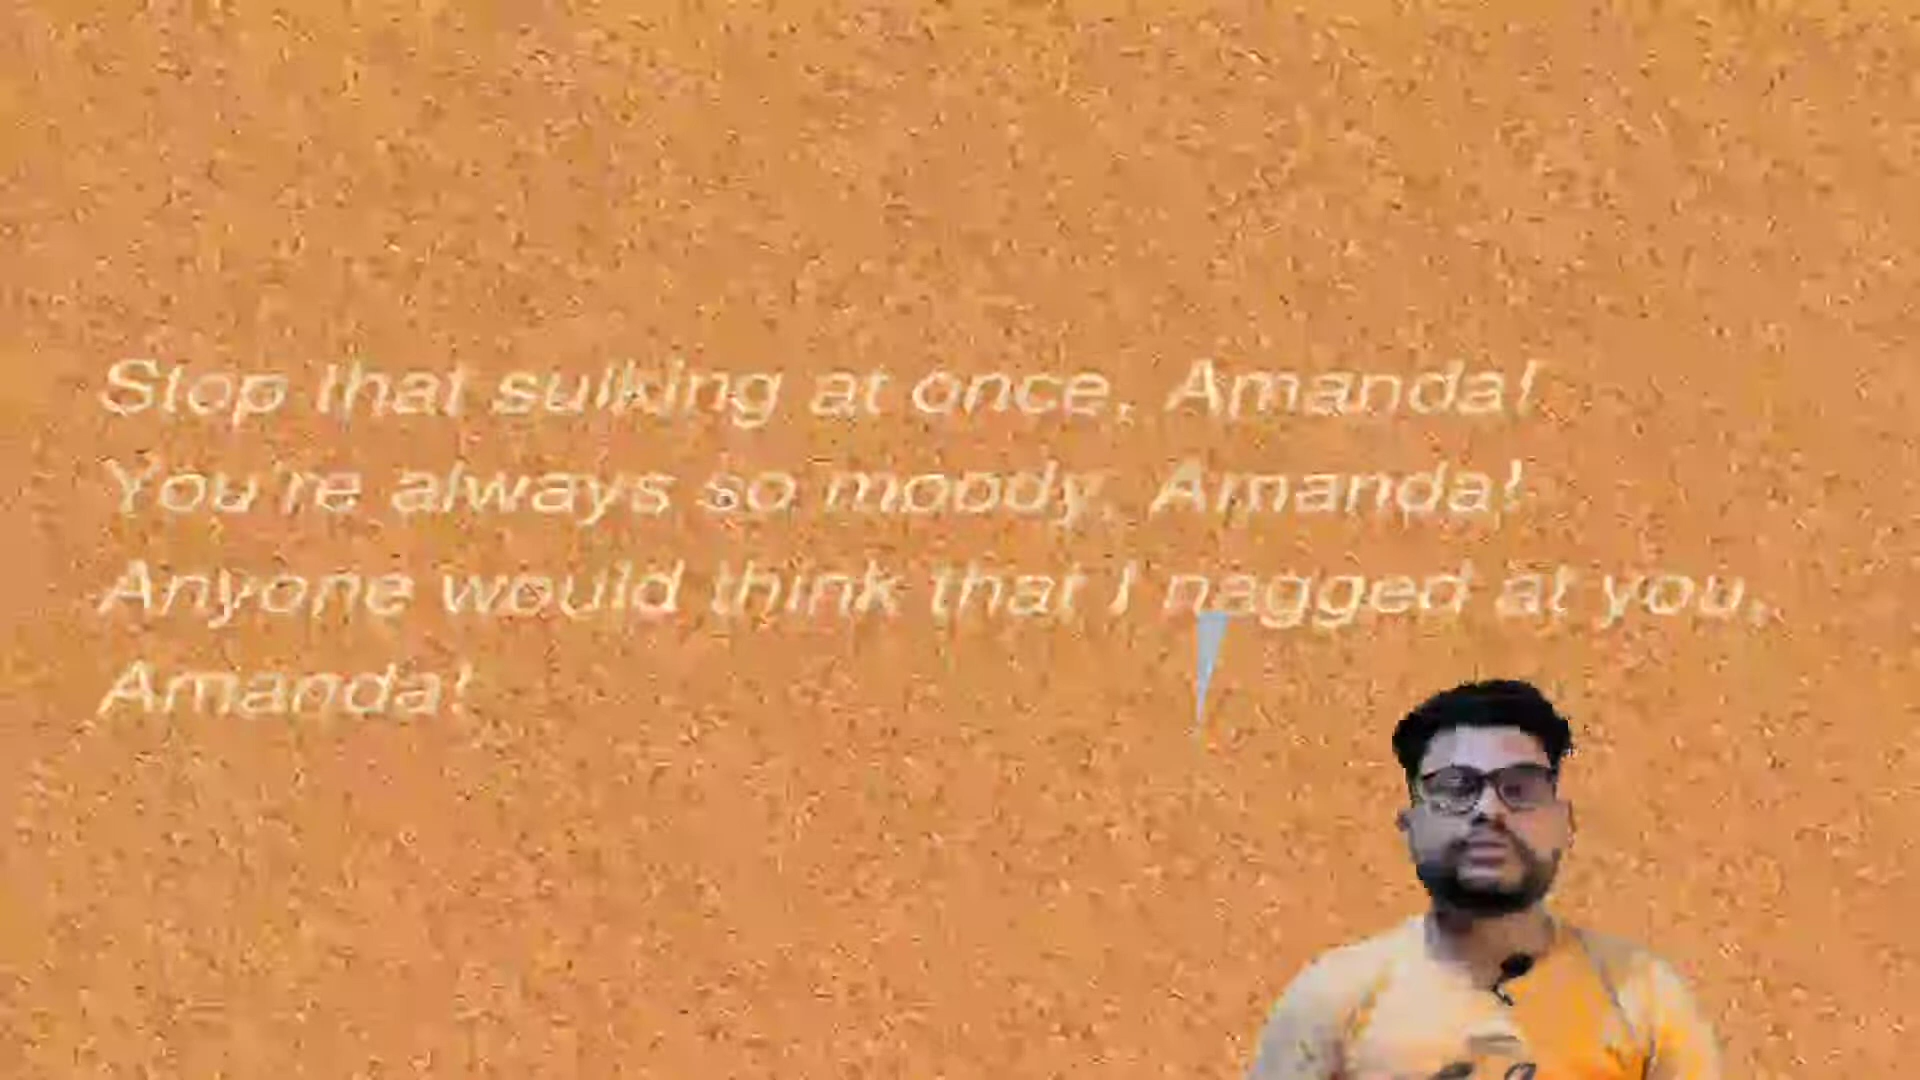 Stop that sulking at once, Amanda!
You're always so moody, Amanda!
Anyone would think that I nagged at you,
Amanda!